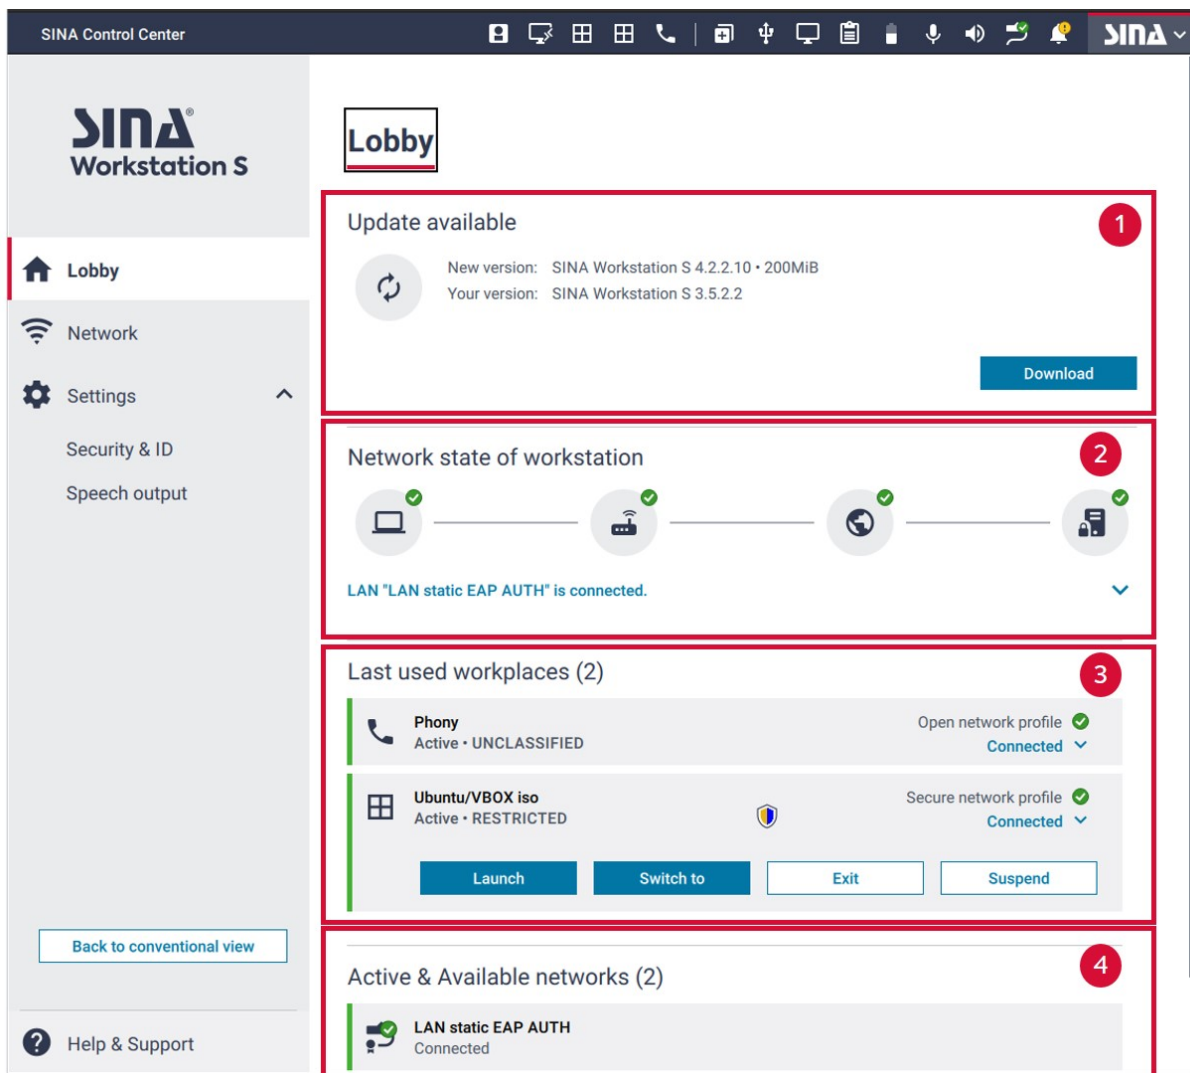 SINA Control Center
SINA
SINA®
Workstation S
Lobby
Network
Settings
Security & ID
Speech output
Back to conventional view
Help & Support
Lobby
Update available
1
New version: SINA Workstation S 4.2.2.10 • 200MiB
Your version: SINA Workstation S 3.5.2.2
Download
Network state of workstation
2
LAN "LAN static EAP AUTH" is connected.
Last used workplaces (2)
3
Phony
Active • UNCLASSIFIED
Open network profile
Connected
Ubuntu/VBOX iso
Active • RESTRICTED
Secure network profile
Connected
Launch
Switch to
Exit
Suspend
Active & Available networks (2)
4
LAN static EAP AUTH
Connected